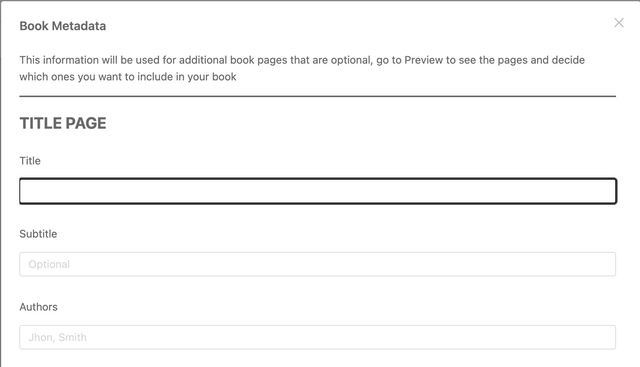 Book Metadata
This information will be used for additional book pages that are optional, go to Preview to see the pages and decide
which ones you want to include in your book
TITLE PAGE
Title
Subtitle
Optional
Authors
Jhon, Smith